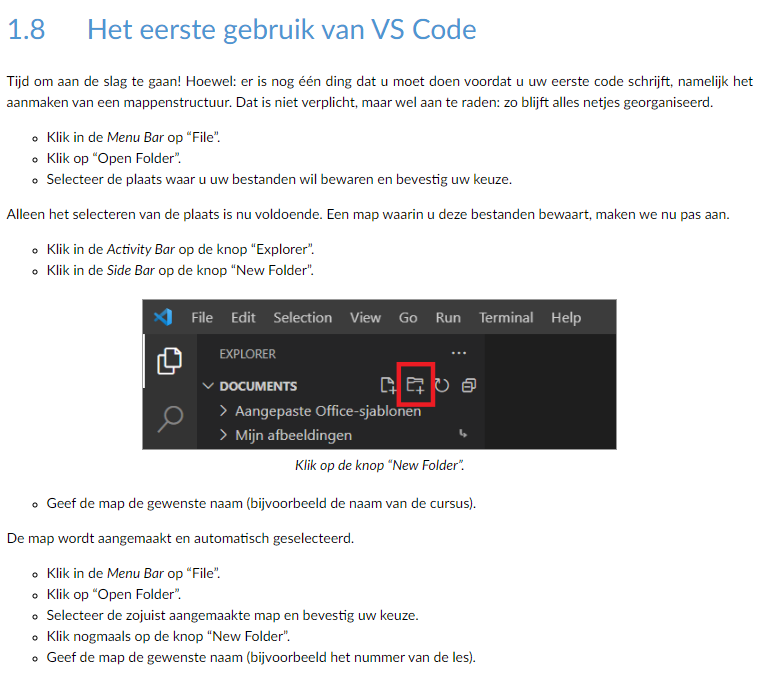 1.8 Het eerste gebruik van VS Code
Tijd om aan de slag te gaan! Hoewel: er is nog één ding dat u moet doen voordat u uw eerste code schrijft, namelijk het
aanmaken van een mappenstructuur. Dat is niet verplicht, maar wel aan te raden: zo blijft alles netjes georganiseerd.
Klik in de Menu Bar op “File”.
Klik op “Open Folder”.
Selecteer de plaats waar u uw bestanden wil bewaren en bevestig uw keuze.
Alleen het selecteren van de plaats is nu voldoende. Een map waarin u deze bestanden bewaart, maken we nu pas aan.
Klik in de Activity Bar op de knop “Explorer”.
Klik in de Side Bar op de knop “New Folder”.
File Edit Selection View Go Run Terminal Help
EXPLORER
DOCUMENTS
Aangepaste Office-sjablonen
Mijn afbeeldingen
Klik op de knop “New Folder”.
Geef de map de gewenste naam (bijvoorbeeld de naam van de cursus).
De map wordt aangemaakt en automatisch geselecteerd.
Klik in de Menu Bar op “File”.
Klik op “Open Folder”.
Selecteer de zojuist aangemaakte map en bevestig uw keuze.
Klik nogmaals op de knop “New Folder”.
Geef de map de gewenste naam (bijvoorbeeld het nummer van de les).